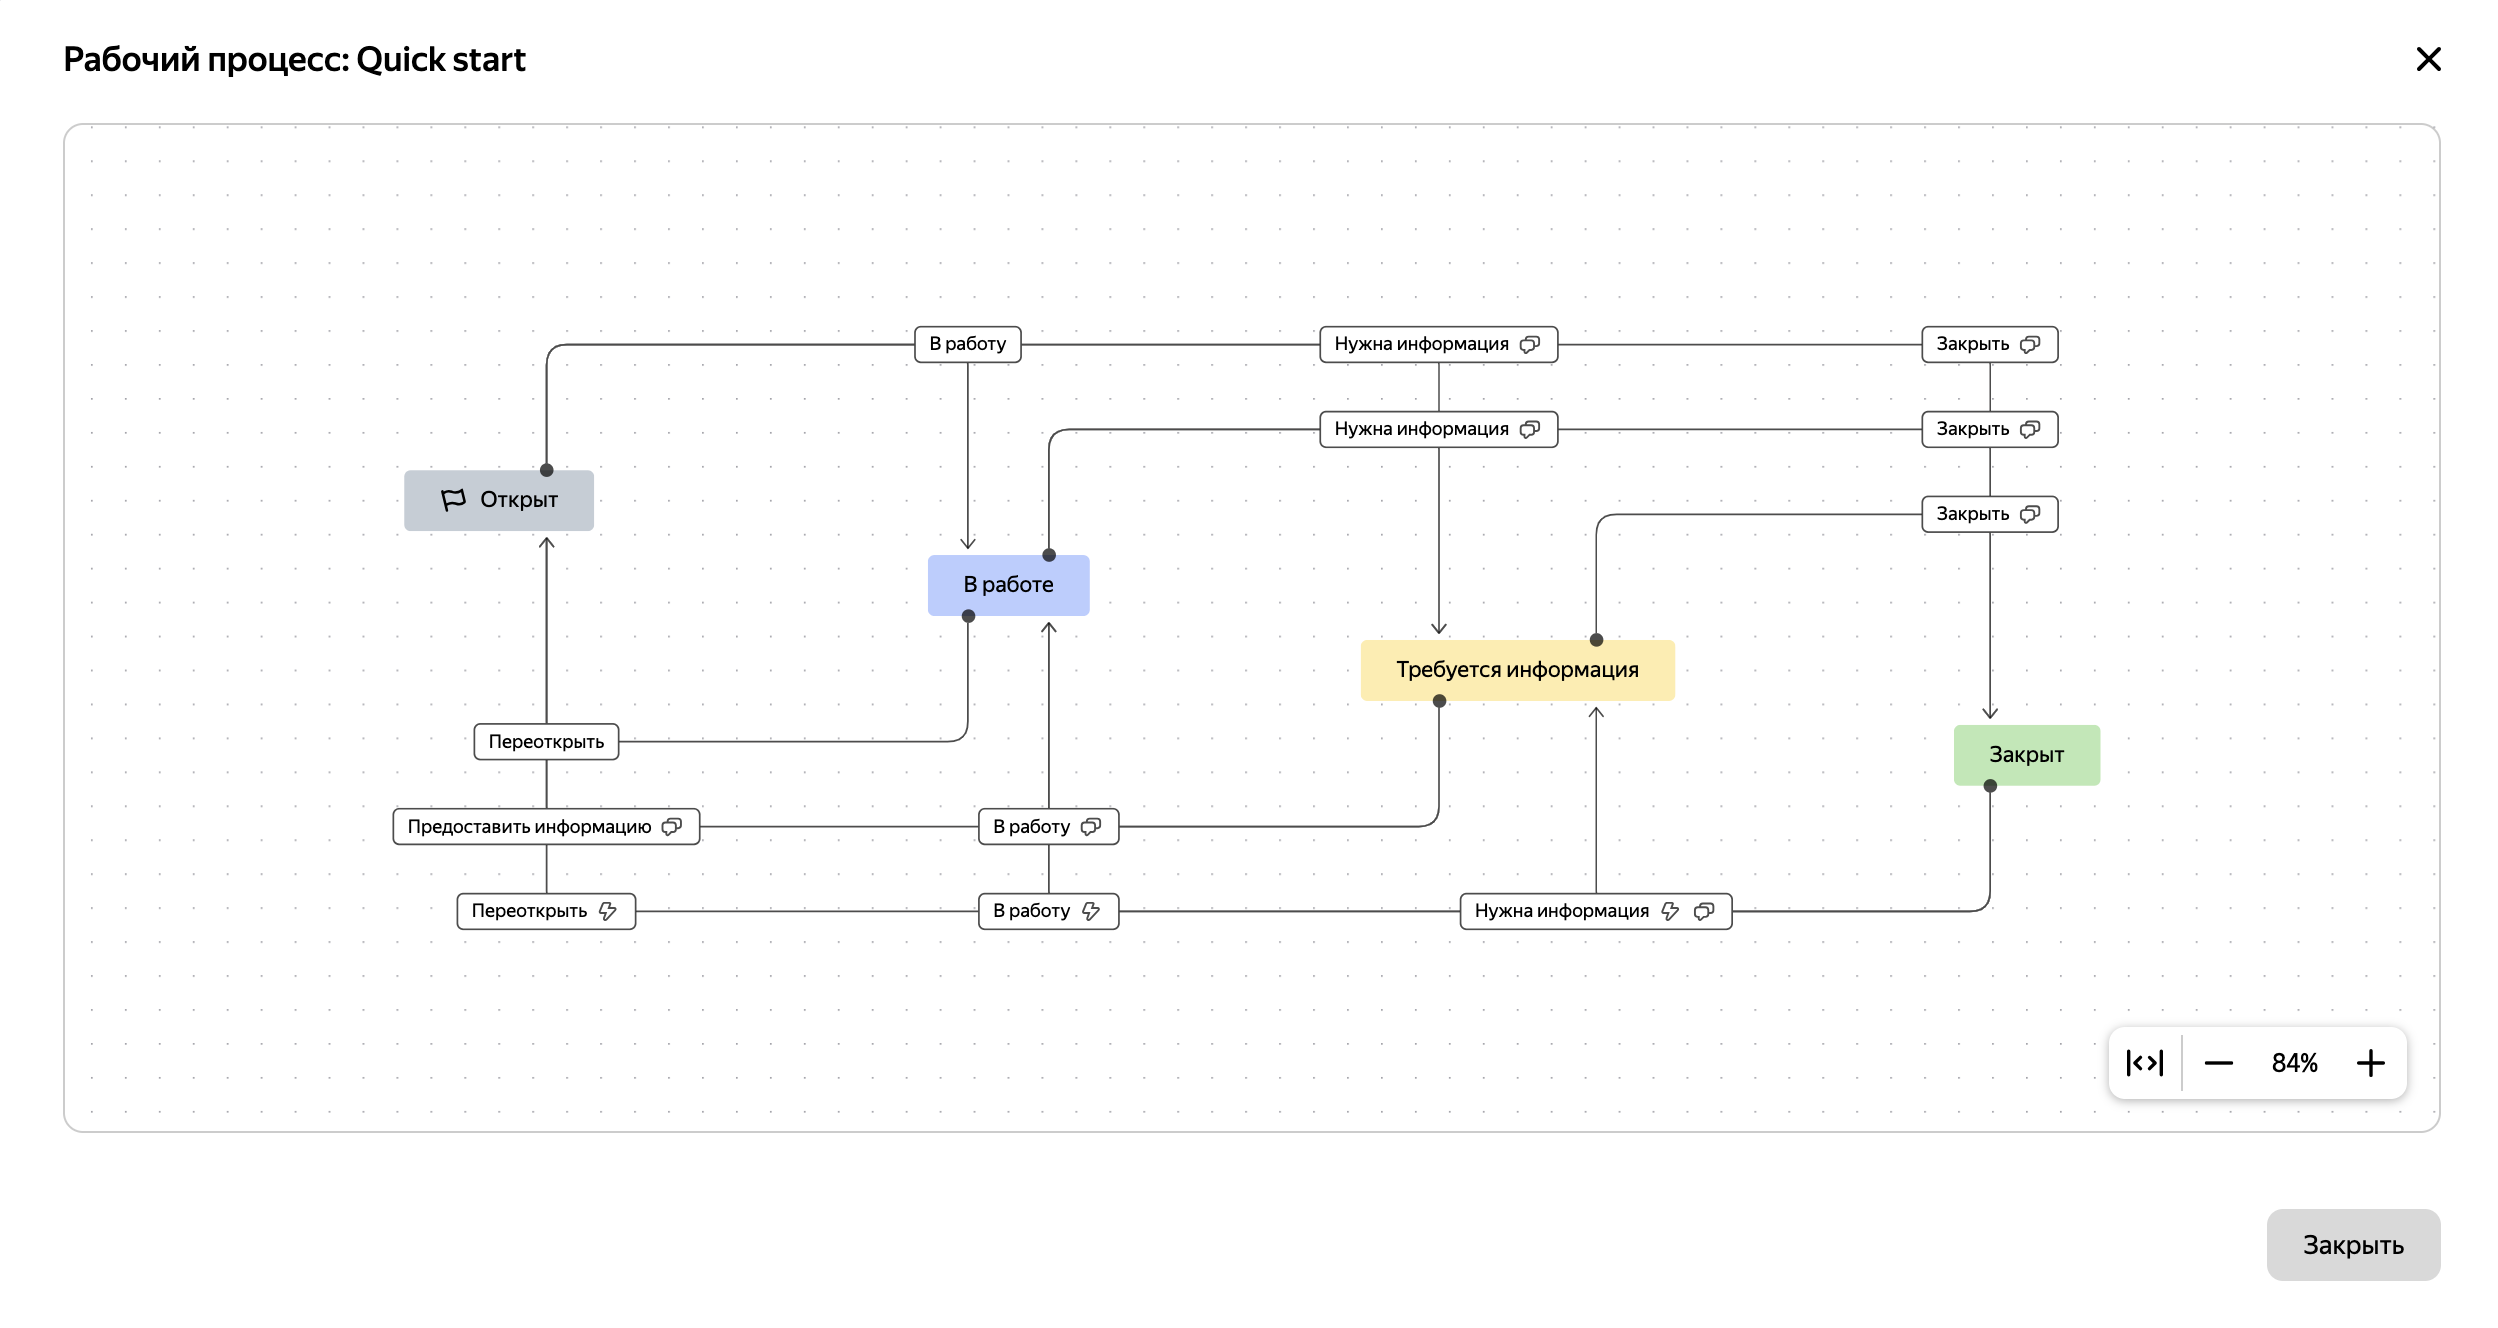 Рабочий процесс: Quick start
В работу
Нужна информация
Закрыть
Нужна информация
Закрыть
Открыт
Закрыть
В работе
Требуется информация
Переоткрыть
Закрыт
Предоставить информацию
В работу
Переоткрыть
В работу
Нужна информация
84%
Закрыть